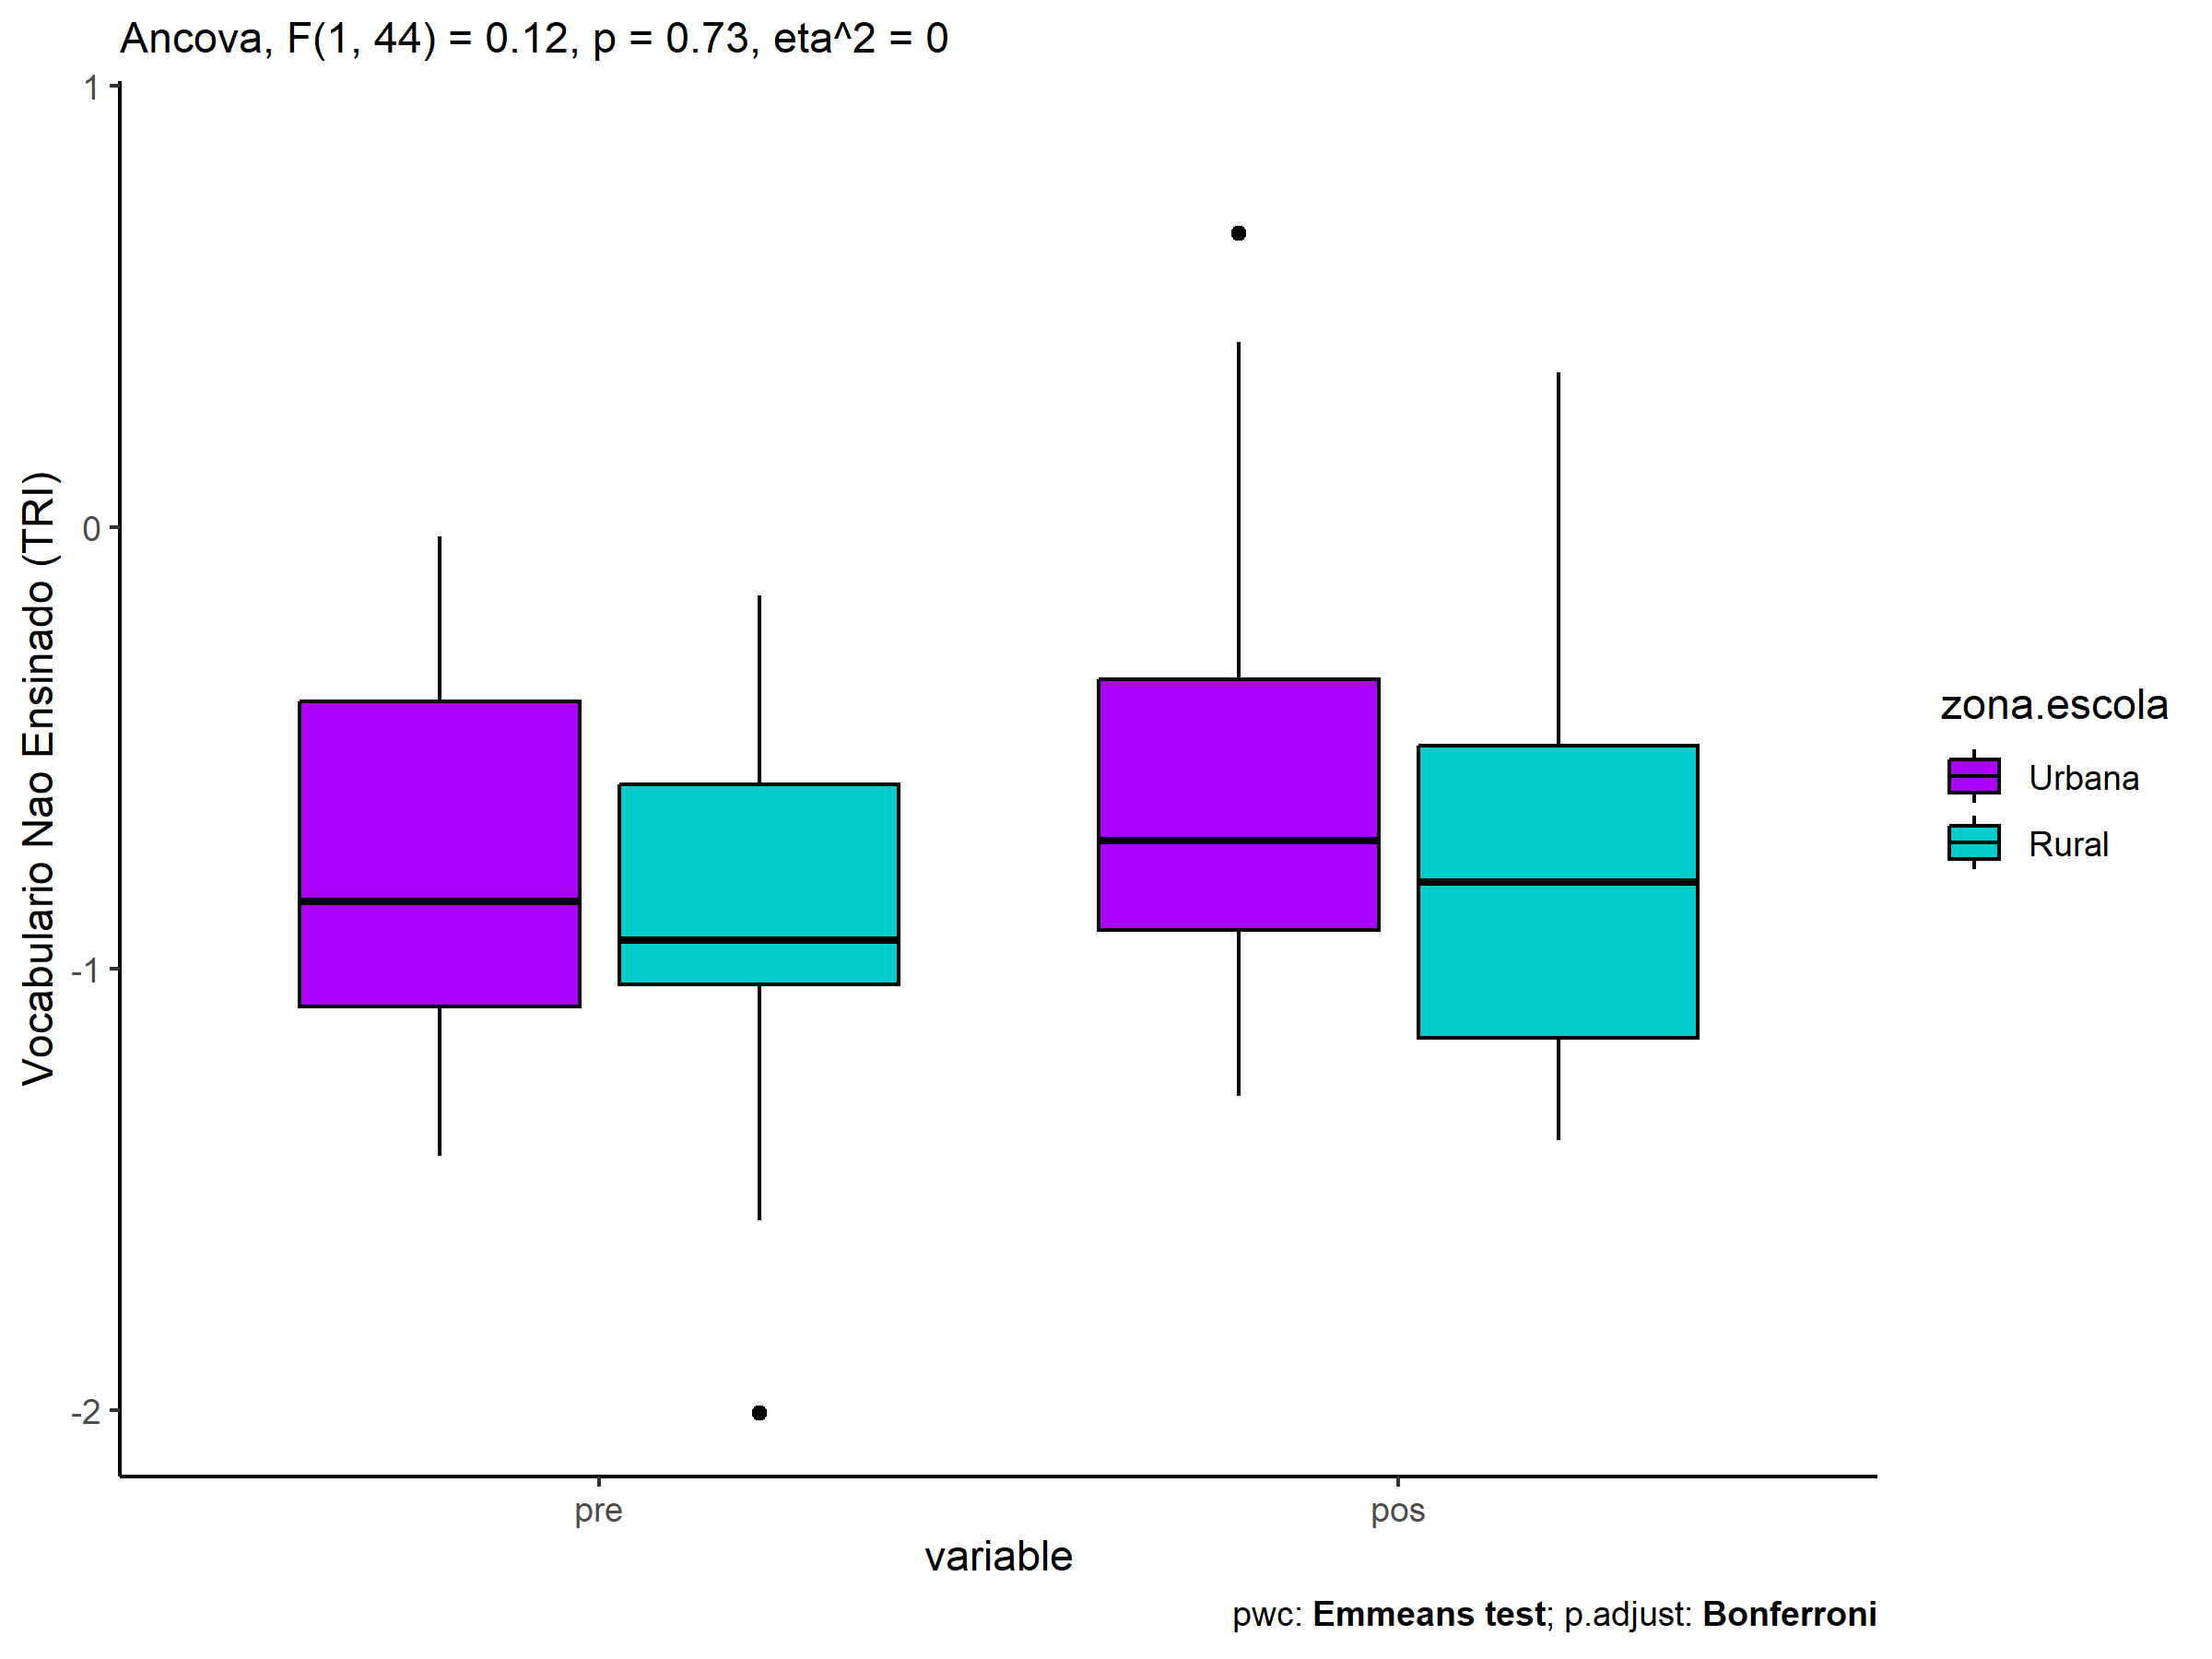 Ancova, F(1, 44) = 0.12, p = 0.73, eta^2 = 0
Vocabulario Nao Ensinado (TRI)
1
0
-1
-2
pre
pos
variable
zona.escola
Urbana
Rural
pwc: Emmeans test; p.adjust: Bonferroni